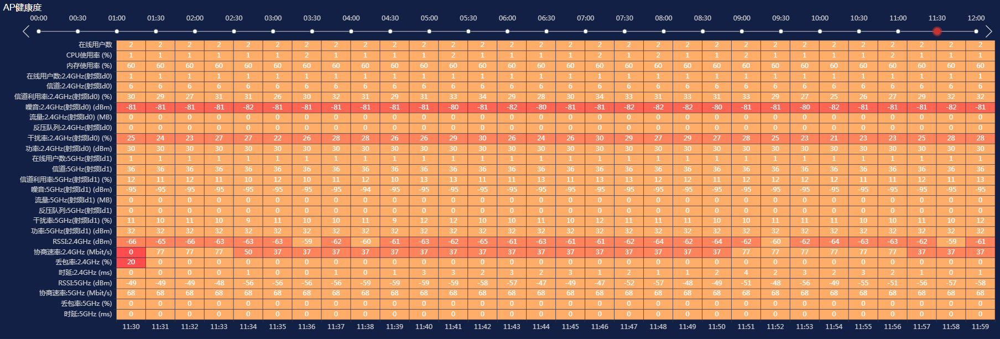 AP健康度
00:00 00:30 01:00 01:30 02:00 02:30 03:00 03:30 04:00 04:30 05:00 05:30 06:00 06:30 07:00 07:30 08:00 08:30 09:00 09:30 10:00 10:30 11:00 11:30 12:00
在线用户数 2 2 2 2 2 2 2 2 2 2 2 2 2 2 2 2 2 2 2 2 2 2 2 2 2 2 2 2 2 2
CPU使用率 (%) 1 1 1 1 1 1 2 1 1 1 1 2 1 1 1 1 2 1 2 1 1 2 1 1 1 1 2 1 1 1
内存使用率 (%) 60 60 60 60 60 60 60 60 60 60 60 60 60 60 60 60 60 60 60 60 60 60 60 60 60 60 60 60 60 60
在线用户数:2.4GHz(射频Id0) 1 1 1 1 1 1 1 1 1 1 1 1 1 1 1 1 1 1 1 1 1 1 1 1 1 1 1 1 1 1
信道:2.4GHz(射频Id0) 6 6 6 6 6 6 6 6 6 6 6 6 6 6 6 6 6 6 6 6 6 6 6 6 6 6 6 6 6 6
信道利用率:2.4GHz(射频Id0) (%) 30 29 27 31 31 26 30 32 31 29 31 33 34 29 28 30 34 33 31 33 31 33 29 27 25 26 27 29 32 32
噪音:2.4GHz(射频Id0) (dBm) -81 -81 -81 -81 -82 -81 -81 -81 -81 -81 -81 -80 -81 -82 -80 -81 -81 -82 -82 -82 -80 -81 -81 -80 -82 -81 -81 -81 -82 -81
流量:2.4GHz(射频Id0) (MB) 0 0 0 0 0 0 0 0 0 0 0 0 0 0 0 0 0 0 0 0 0 0 0 0 0 0 0 0 0 0
反压队列:2.4GHz(射频Id0) 0 0 0 0 0 0 0 0 0 0 0 0 0 0 0 0 0 0 0 0 0 0 0 0 0 0 0 0 0 0
干扰率:2.4GHz(射频Id0) (%) 25 24 23 27 27 22 26 28 28 26 26 29 30 26 24 26 30 29 27 29 27 28 25 23 21 23 23 25 28 28
功率:2.4GHz(射频Id0) (dBm) 30 30 30 30 30 30 30 30 30 30 30 30 30 30 30 30 30 30 30 30 30 30 30 30 30 30 30 30 30 30
在线用户数:5GHz(射频Id1) 1 1 1 1 1 1 1 1 1 1 1 1 1 1 1 1 1 1 1 1 1 1 1 1 1 1 1 1 1 1
信道:5GHz(射频Id1) 36 36 36 36 36 36 36 36 36 36 36 36 36 36 36 36 36 36 36 36 36 36 36 36 36 36 36 36 36 36
信道利用率:5GHz(射频Id1) (%) 12 11 12 11 10 12 10 11 12 10 13 13 11 11 13 11 13 13 12 12 11 12 12 12 12 11 11 12 11 13
噪音:5GHz(射频Id1) (dBm) -95 -95 -95 -95 -95 -95 -95 -95 -94 -95 -95 -95 -95 -95 -95 -95 -95 -95 -95 -95 -95 -95 -95 -95 -95 -95 -95 -95 -95 -95
流量:5GHz(射频Id1) (MB) 0 0 0 0 0 0 0 0 0 0 0 0 0 0 0 0 0 0 0 0 0 0 0 0 0 0 0 0 0 0
反压队列:5GHz(射频Id1) 0 0 0 0 0 0 0 0 0 0 0 0 0 0 0 0 0 0 0 0 0 0 0 0 0 0 0 0 0 0
干扰率:5GHz(射频Id1) (%) 11 10 11 10 9 11 10 10 11 9 12 12 10 10 11 10 12 11 11 11 10 11 11 11 11 10 10 11 10 12
功率:5GHz(射频Id1) (dBm) 32 32 32 32 32 32 32 32 32 32 32 32 32 32 32 32 32 32 32 32 32 32 32 32 32 32 32 32 32 32
RSSI:2.4GHz (dBm) -66 -65 -66 -63 -63 -63 -59 -62 -60 -61 -63 -62 -65 -61 -63 -61 -61 -62 -64 -62 -64 -62 -60 -62 -64 -63 -63 -62 -59 -61
协商速率:2.4GHz (Mbit/s) 0 77 77 77 50 37 37 37 37 37 37 37 37 37 37 37 37 37 37 37 37 77 77 77 77 77 77 37 37 37
丢包率:2.4GHz (%) 20 0 0 0 0 0 0 0 0 0 0 0 0 0 0 0 0 0 0 0 0 0 0 0 0 0 0 0 0 0
时延:2.4GHz (ms) 0 0 0 0 1 0 0 1 0 1 3 3 2 3 2 3 1 2 1 1 2 4 2 3 2 3 2 1 0 1
RSSI:5GHz (dBm) -49 -49 -49 -48 -56 -56 -56 -56 -59 -59 -59 -59 -58 -57 -47 -49 -47 -52 -57 -48 -49 -51 -48 -56 -49 -55 -51 -56 -57 -58
协商速率:5GHz (Mbit/s) 68 68 68 68 68 68 68 68 68 68 68 68 68 68 68 68 68 68 68 68 68 68 68 68 68 68 68 68 68 68
丢包率:5GHz (%) 0 0 0 0 0 0 0 0 0 0 0 0 0 0 0 0 0 0 0 0 0 0 0 0 0 0 0 0 0 0
时延:5GHz (ms) 0 0 0 0 0 0 0 0 0 0 0 0 0 0 0 0 0 0 0 0 0 0 0 0 0 0 0 0 0 0
11:30 11:31 11:32 11:33 11:34 11:35 11:36 11:37 11:38 11:39 11:40 11:41 11:42 11:43 11:44 11:45 11:46 11:47 11:48 11:49 11:50 11:51 11:52 11:53 11:54 11:55 11:56 11:57 11:58 11:59